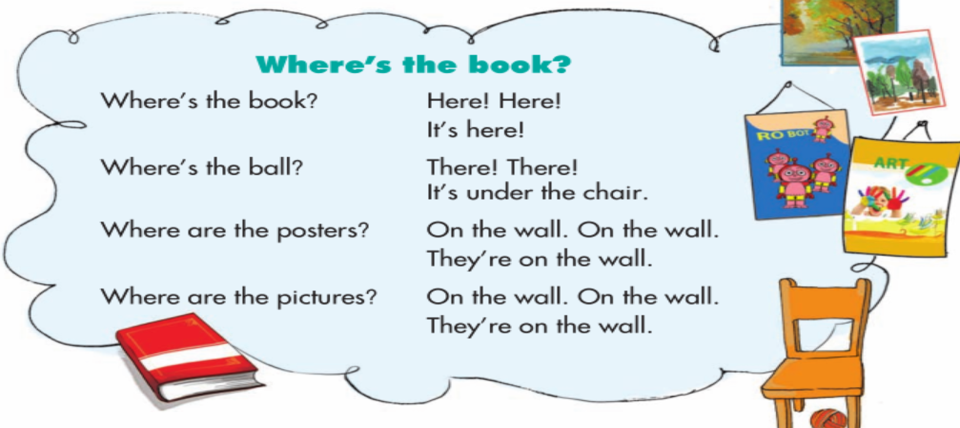 Where's the book?
Where's the book? Here! Here!
It's here!
Where's the ball? There! There!
It's under the chair.
Where are the posters? On the wall. On the wall.
They're on the wall.
Where are the pictures? On the wall. On the wall.
They're on the wall.
RO BOT
ART